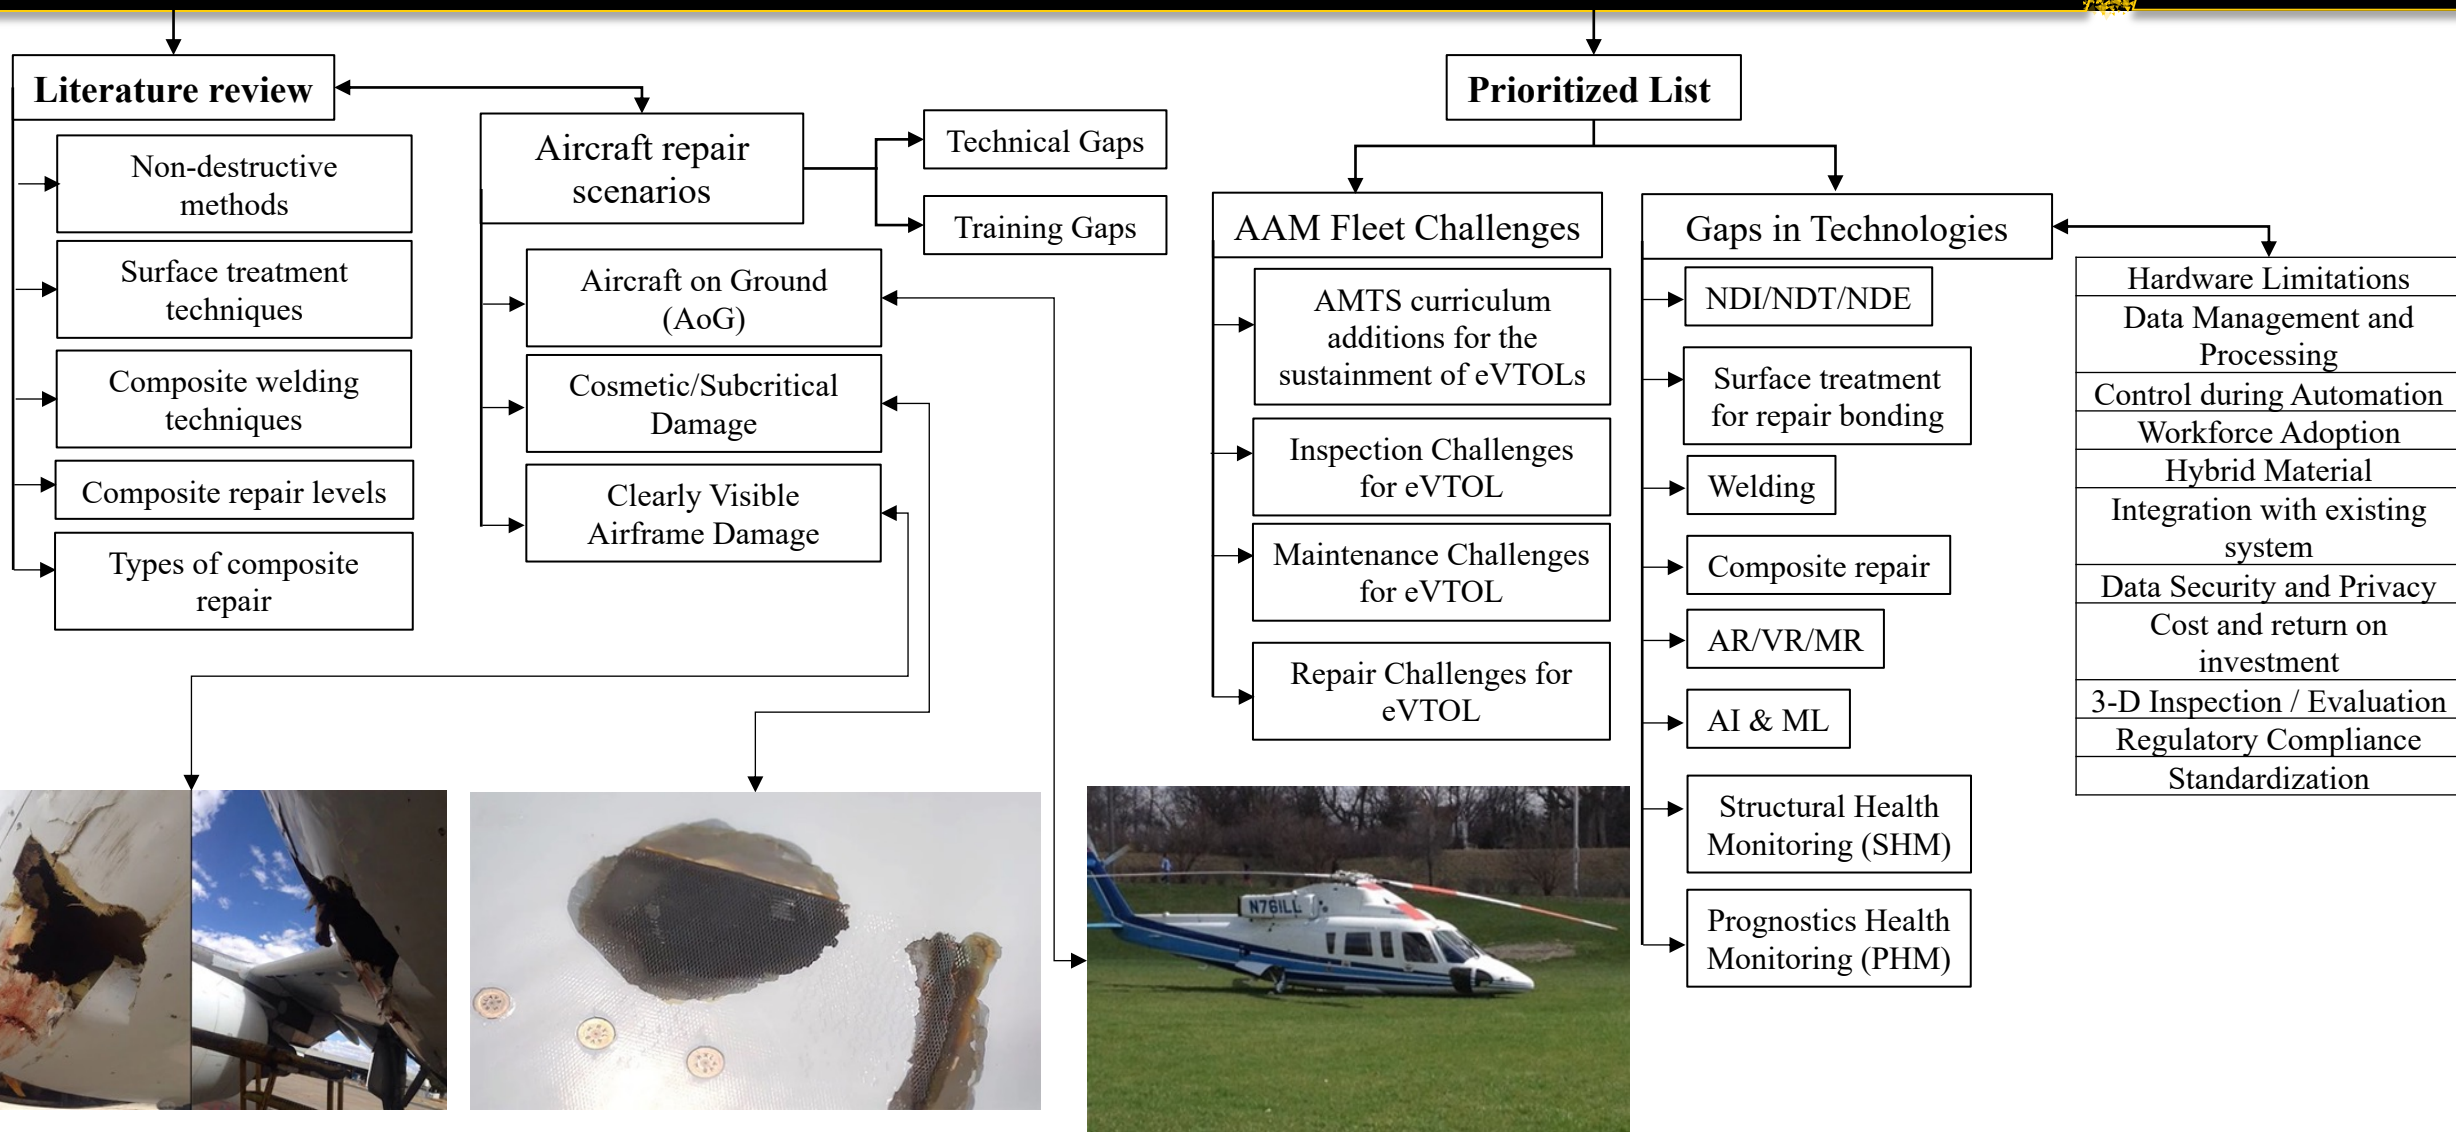 Literature review
Non-destructive
methods
Surface treatment
techniques
Composite welding
techniques
Composite repair levels
Types of composite
repair
Aircraft repair
scenarios
Technical Gaps
Training Gaps
Aircraft on Ground
(AoG)
Cosmetic/Subcritical
Damage
Clearly Visible
Airframe Damage
Prioritized List
AAM Fleet Challenges
AMTS curriculum
additions for the
sustainment of eVTOLs
Inspection Challenges
for eVTOL
Maintenance Challenges
for eVTOL
Repair Challenges for
eVTOL
Gaps in Technologies
NDI/NDT/NDE
Surface treatment
for repair bonding
Welding
Composite repair
AR/VR/MR
AI & ML
Structural Health
Monitoring (SHM)
Prognostics Health
Monitoring (PHM)
Hardware Limitations
Data Management and
Processing
Control during Automation
Workforce Adoption
Hybrid Material
Integration with existing
system
Data Security and Privacy
Cost and return on
investment
3-D Inspection / Evaluation
Regulatory Compliance
Standardization
N761LL